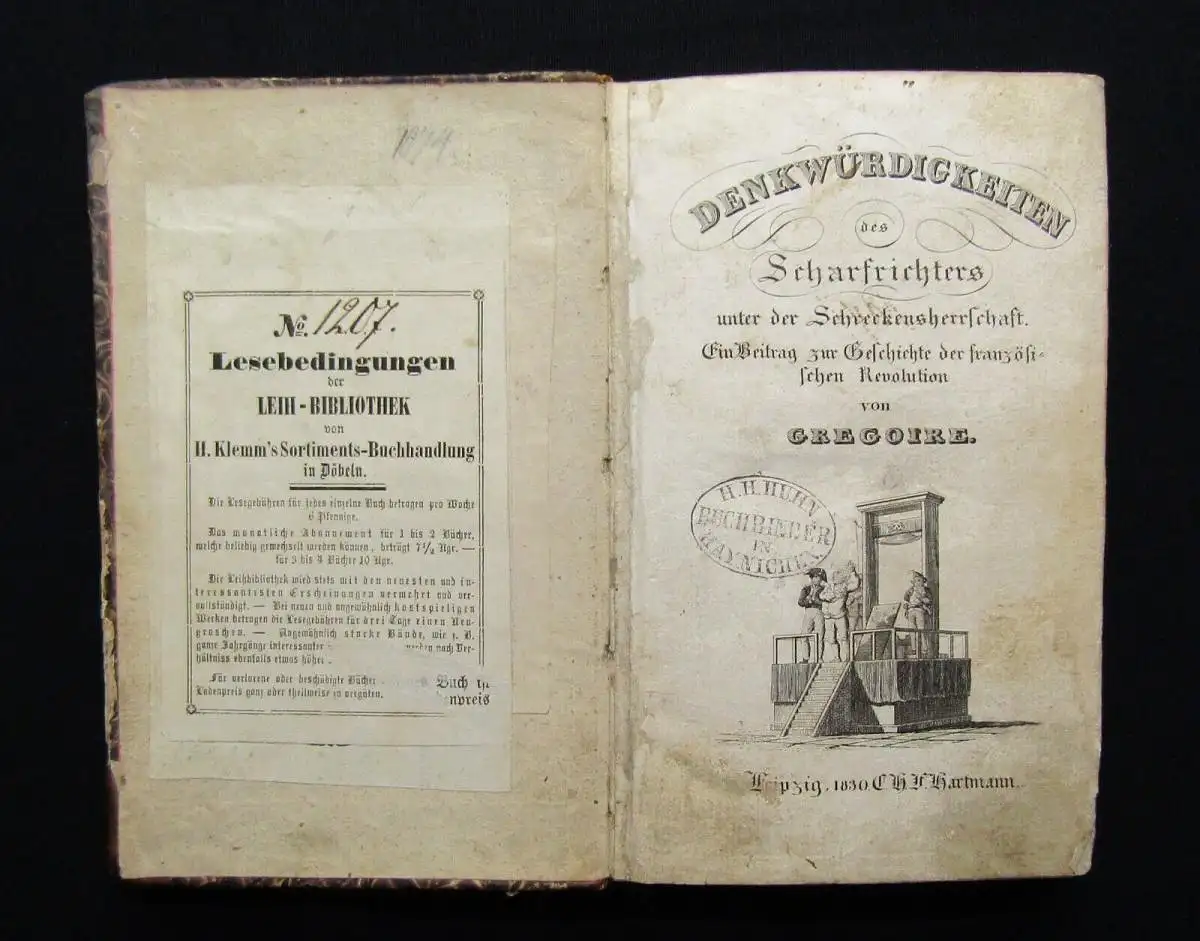 No. 1207.
Lesebedingungen
der
LEIH-BIBLIOTHEK
von
H. Klemm's Sortiments-Buchhandlung
in Döbeln.
Die Lesegebühren für jedes einzelne Buch betragen pro Woche
6 Pfennige.
Das monatliche Abonnement für 1 bis 2 Bücher,
welche beliebig gewechselt werden können, beträgt 7½ Ngr. —
für 3 bis 4 Bücher 10 Ngr.
Die Leihbibliothek wird stets mit den neuesten und in-
teressantesten Erscheinungen vermehrt und ver-
vollständigt. — Bei neuen und ungewöhnlich kostspieligen
Werken betragen die Lesegebühren für drei Tage einen Neu-
groschen. — Ungewöhnlich starke Bände, wie z. B.
ganze Jahrgänge interessanter werden nach Ver-
hältniss ebenfalls etwas höher
Für verlorene oder beschädigte Bücher Buch
Ladenpreis ganz oder theilweise zu vergüten. enpreis
DENKWÜRDIGKEITEN
des
Scharfrichters
unter der Schreckensherrschaft.
Ein Beitrag zur Geschichte der französi-
schen Revolution
von
GREGOIRE.
H. H. HUHN
BUCHBINDER
IN
HAYNICHEN
Leipzig, 1830. C. H. F. Hartmann.